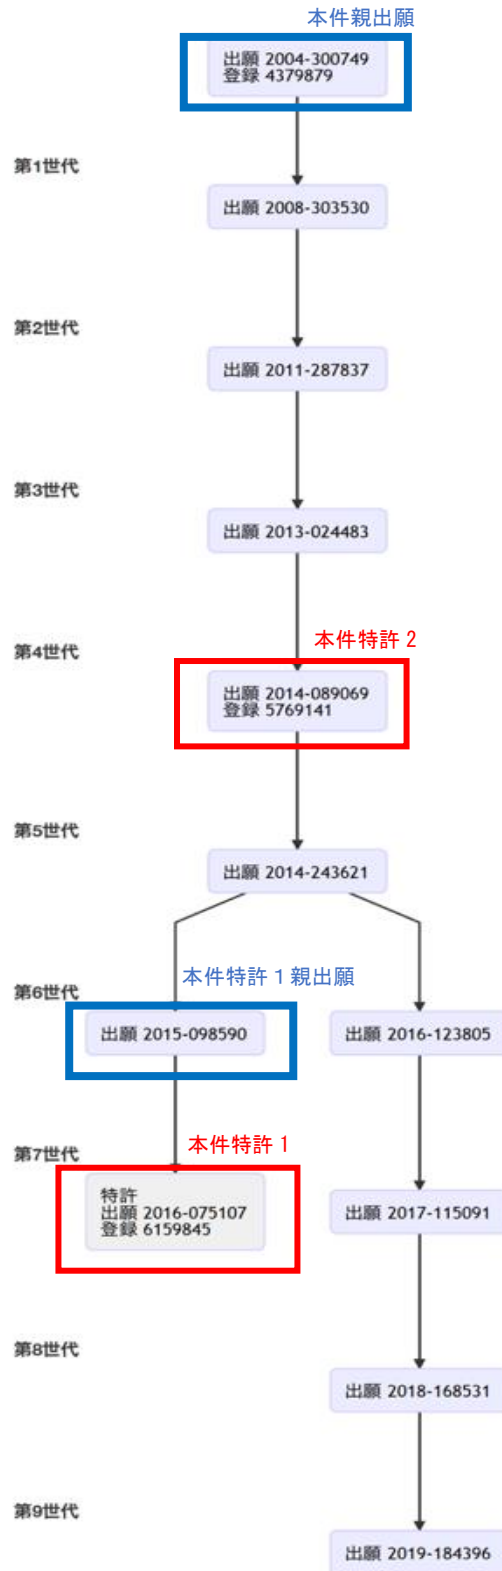 本件親出願
出願 2004-300749
登録 4379879
第1世代
出願 2008-303530
第2世代
出願 2011-287837
第3世代
出願 2013-024483
第4世代
本件特許 2
出願 2014-089069
登録 5769141
第5世代
出願 2014-243621
第6世代
本件特許 1 親出願
出願 2015-098590
出願 2016-123805
第7世代
本件特許 1
特許
出願 2016-075107
登録 6159845
出願 2017-115091
第8世代
出願 2018-168531
第9世代
出願 2019-184396